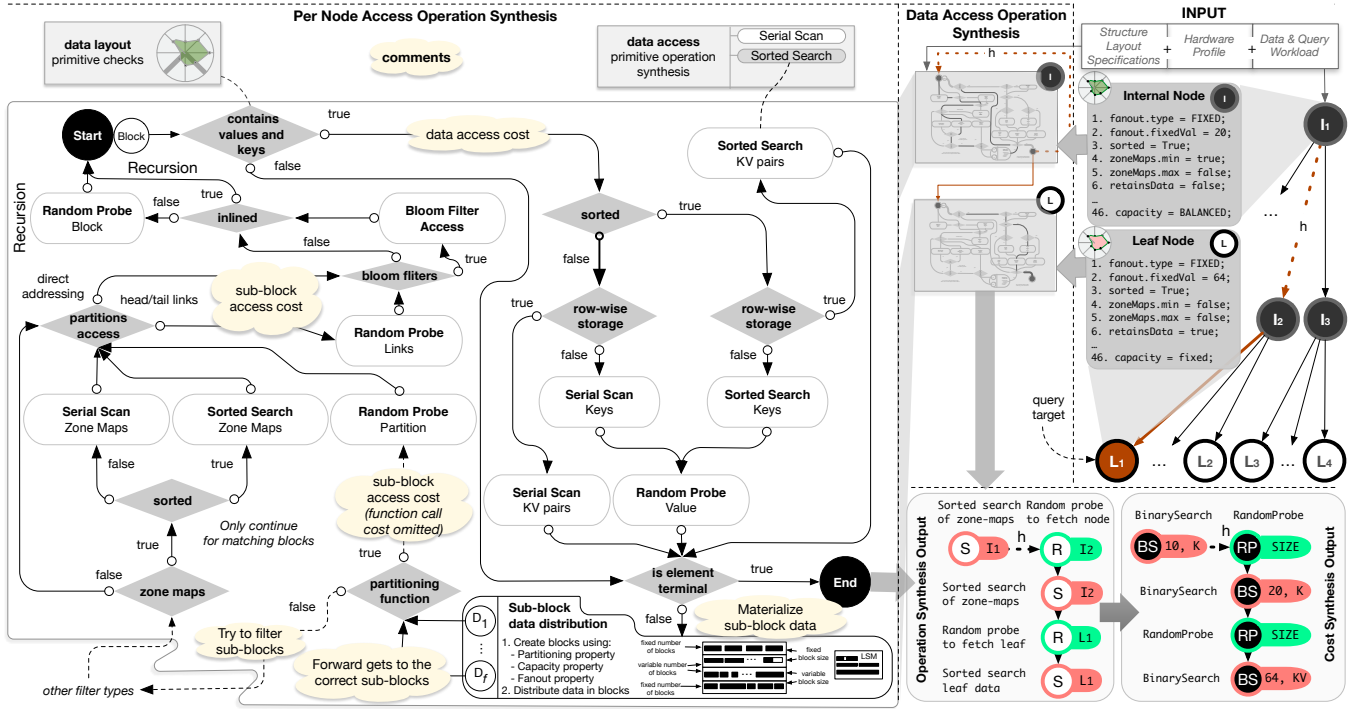 Per Node Access Operation Synthesis
data layout
primitive checks
comments
data access
primitive operation
synthesis
Serial Scan
Sorted Search
Start
Block
contains
values and
keys
true
false
data access cost
Sorted Search
KV pairs
Recursion
Recursion
Random Probe
Block
false
true
inlined
Bloom Filter
Access
false
true
bloom fliters
direct
addressing
head/tail links
sub-block
access cost
partitions
access
Random Probe
Links
sorted
true
false
true
row-wise
storage
false
row-wise
storage
true
false
Serial Scan
Zone Maps
Sorted Search
Zone Maps
Random Probe
Partition
Serial Scan
Keys
Sorted Search
Keys
false
true
sorted
Only continue
for matching blocks
true
false
zone maps
sub-block
access cost
(function call
cost omitted)
true
partitioning
function
false
Serial Scan
KV pairs
Random Probe
Value
is element
terminal
true
End
false
Materialize
sub-block data
Try to filter
sub-blocks
other filter types
Forward gets to the
correct sub-blocks
D1
⋮
Df
Sub-block
data distribution
1. Create blocks using:
- Partitioning property
- Capacity property
- Fanout property
2. Distribute data in blocks
fixed number
of blocks
variable number
of blocks
fixed number
of blocks
fixed
block size
variable
block size
...
...
LSM
Data Access Operation
Synthesis
h
I
L
INPUT
Structure
Layout
Specifications
+
Hardware
Profile
+
Data & Query
Workload
Internal Node
I
1. fanout.type = FIXED;
2. fanout.fixedVal = 20;
3. sorted = True;
4. zoneMaps.min = true;
5. zoneMaps.max = false;
6. retainsData = false;
…
46. capacity = BALANCED;
Leaf Node
L
1. fanout.type = FIXED;
2. fanout.fixedVal = 64;
3. sorted = True;
4. zoneMaps.min = false;
5. zoneMaps.max = false;
6. retainsData = true;
…
46. capacity = fixed;
I1
...
h
I2
I3
query
target
L1
...
L2
L3
...
L4
Operation Synthesis Output
Sorted search
of zone-maps
Random probe
to fetch node
S I1
h
R I2
Sorted search
of zone-maps
S I2
Random probe
to fetch leaf
R L1
Sorted search
leaf data
S L1
Cost Synthesis Output
BinarySearch
RandomProbe
BS 10, K
h
RP SIZE
BinarySearch
BS 20, K
RandomProbe
RP SIZE
BinarySearch
BS 64, KV